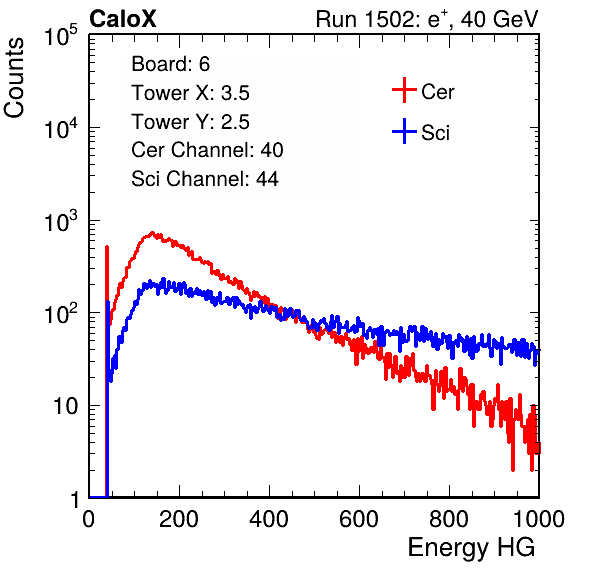 CaloX Run 1502: e⁺, 40 GeV
Counts
10⁵
10⁴
10³
10²
10
1
Board: 6
Tower X: 3.5
Tower Y: 2.5
Cer Channel: 40
Sci Channel: 44
Cer
Sci
0 200 400 600 800 1000
Energy HG